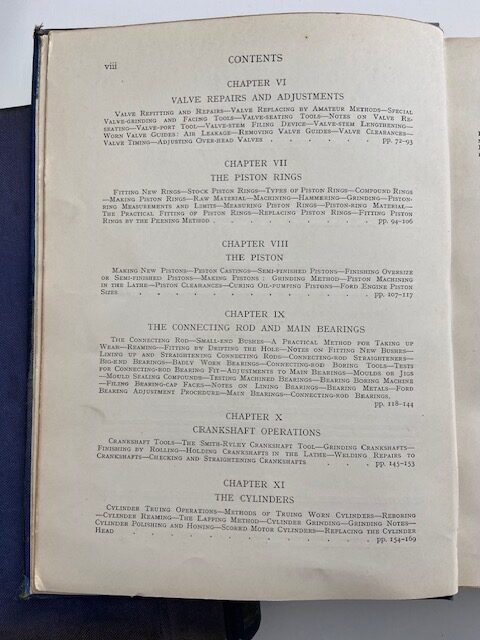 viii
CONTENTS
CHAPTER VI
VALVE REPAIRS AND ADJUSTMENTS
Valve Refitting and Repairs—Valve Replacing by Amateur Methods—Special
Valve-grinding and Facing Tools—Valve-seating Tools—Notes on Valve Re-
seating—Valve-port Tool—Valve-stem Filing Device—Valve-stem Lengthening—
Worn Valve Guides: Air Leakage—Removing Valve Guides—Valve Clearances—
Valve Timing—Adjusting Over-head Valves . . . . . pp. 72-93
CHAPTER VII
THE PISTON RINGS
Fitting New Rings—Stock Piston Rings—Types of Piston Rings—Compound Rings
—Making Piston Rings—Raw Material—Machining—Hammering—Grinding—Piston-
ring Measurements and Limits—Measuring Piston Rings—Piston-ring Material—
The Practical Fitting of Piston Rings—Replacing Piston Rings—Fitting Piston
Rings by the Peening Method . . . . . . pp. 94-106
CHAPTER VIII
THE PISTON
Making New Pistons—Piston Castings—Semi-finished Pistons—Finishing Oversize
or Semi-finished Pistons—Making Pistons: Grinding Method—Piston Machining
in the Lathe—Piston Clearances—Curing Oil-pumping Pistons—Ford Engine Piston
Sizes . . . . . . . . . . pp. 107-117
CHAPTER IX
THE CONNECTING ROD AND MAIN BEARINGS
The Connecting Rod—Small-end Bushes—A Practical Method for Taking up
Wear—Reaming—Fitting by Drifting the Hole—Notes on Fitting New Bushes—
Lining up and Straightening Connecting Rods—Connecting-rod Straighteners—
Big-end Bearings—Badly Worn Bearings—Connecting-rod Boring Tools—Tests
for Connecting-rod Bearing Fit—Adjustments to Main Bearings—Moulds or Jigs
—Mould Sealing Compounds—Testing Machined Bearings—Bearing Boring Machine
—Filing Bearing-cap Faces—Notes on Lining Bearings—Bearing Metals—Ford
Bearing Adjustment Procedure—Main Bearings—Connecting-rod Bearings.
pp. 118-144
CHAPTER X
CRANKSHAFT OPERATIONS
Crankshaft Tools—The Smith-Ryley Crankshaft Tool—Grinding Crankshafts—
Finishing by Rolling—Holding Crankshafts in the Lathe—Welding Repairs to
Crankshafts—Checking and Straightening Crankshafts . . . pp. 145-153
CHAPTER XI
THE CYLINDERS
Cylinder Truing Operations—Methods of Truing Worn Cylinders—Reboring
—Cylinder Reaming—The Lapping Method—Cylinder Grinding—Grinding Notes—
Cylinder Polishing and Honing—Scored Motor Cylinders—Replacing the Cylinder
Head . . . . . . . . . . pp. 154-169